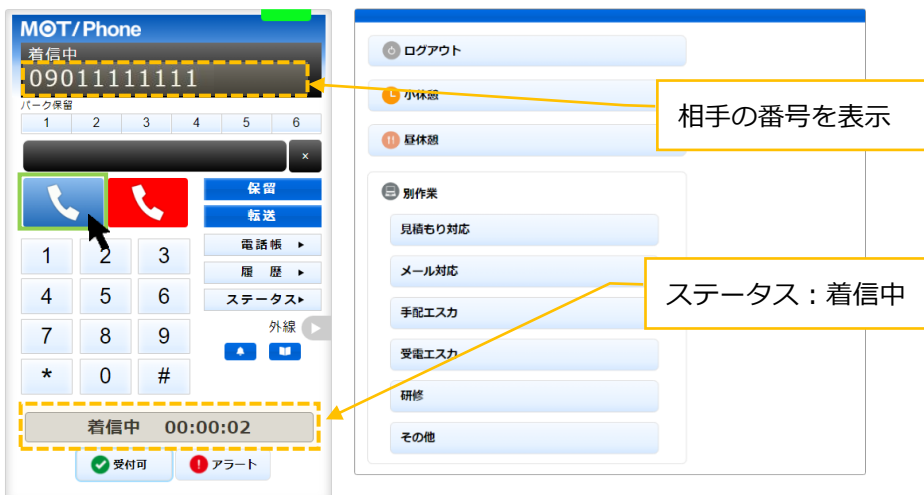 MOT/Phone
着信中
09011111111
パーク保留
1 2 3 4 5 6
×
保留
転送
電話帳 ▶
履 歴 ▶
ステータス▶
1 2 3
4 5 6
7 8 9
* 0 #
外線
着信中 00:00:02
受付可
アラート
ログアウト
小休憩
昼休憩
別作業
見積もり対応
メール対応
手配エスカ
受電エスカ
研修
その他
相手の番号を表示
ステータス：着信中